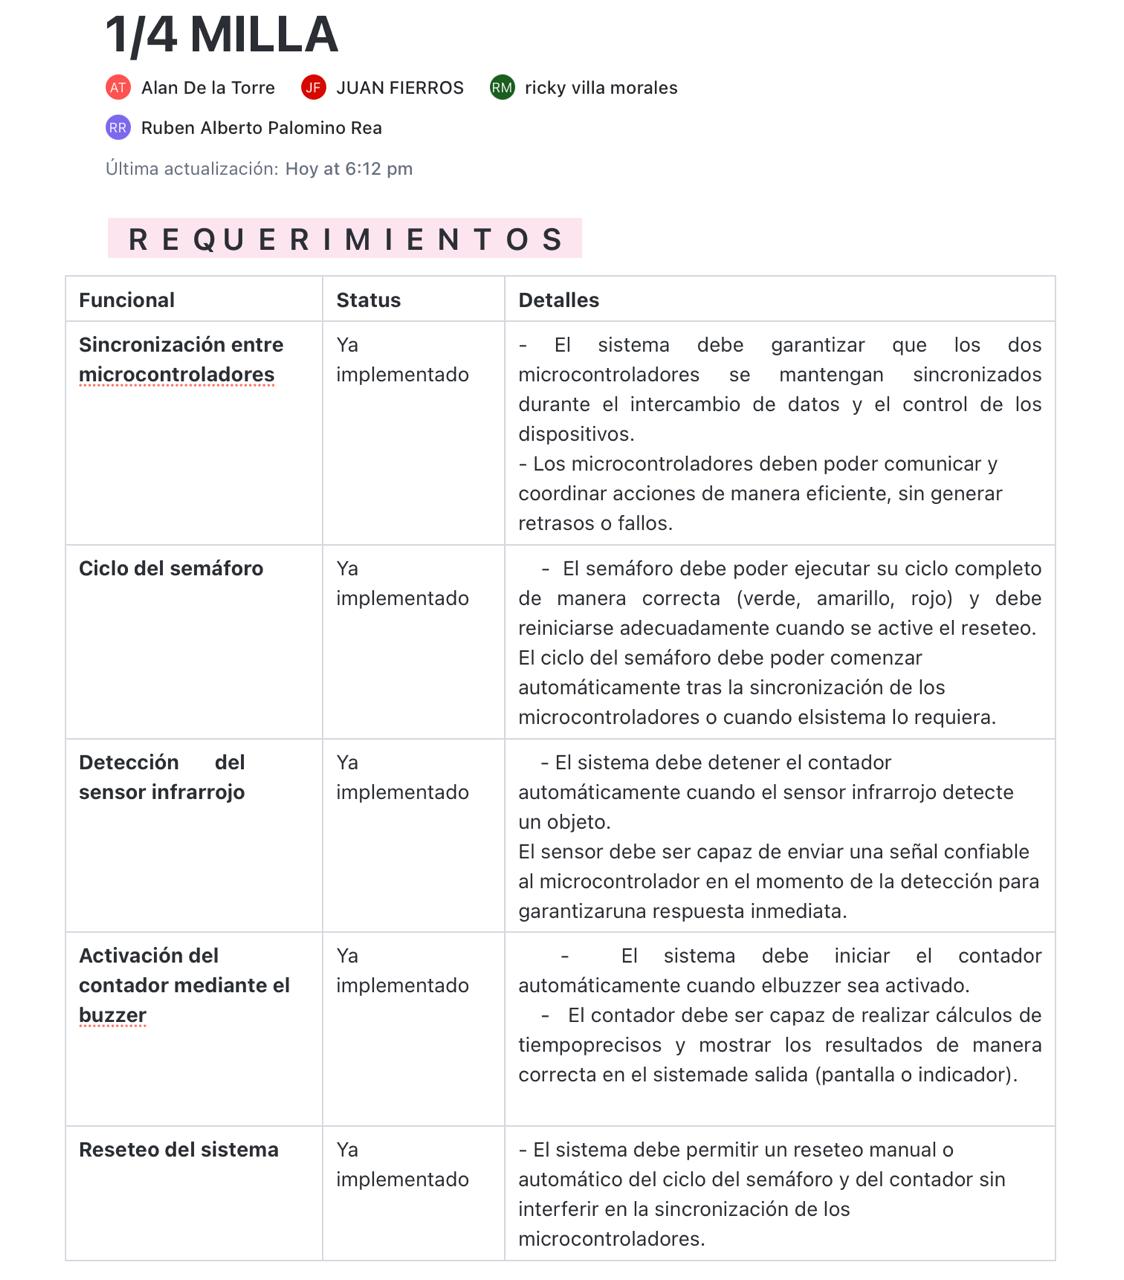 1/4 MILLA
AT Alan De la Torre JF JUAN FIERROS RM ricky villa morales
RR Ruben Alberto Palomino Rea
Última actualización: Hoy at 6:12 pm
REQUERIMIENTOS
Funcional Status Detalles
Sincronización entre
microcontroladores
Ya
implementado
- El sistema debe garantizar que los dos
microcontroladores se mantengan sincronizados
durante el intercambio de datos y el control de los
dispositivos.
- Los microcontroladores deben poder comunicar y
coordinar acciones de manera eficiente, sin generar
retrasos o fallos.
Ciclo del semáforo
Ya
implementado
- El semáforo debe poder ejecutar su ciclo completo
de manera correcta (verde, amarillo, rojo) y debe
reiniciarse adecuadamente cuando se active el reseteo.
El ciclo del semáforo debe poder comenzar
automáticamente tras la sincronización de los
microcontroladores o cuando elsistema lo requiera.
Detección del
sensor infrarrojo
Ya
implementado
- El sistema debe detener el contador
automáticamente cuando el sensor infrarrojo detecte
un objeto.
El sensor debe ser capaz de enviar una señal confiable
al microcontrolador en el momento de la detección para
garantizaruna respuesta inmediata.
Activación del
contador mediante el
buzzer
Ya
implementado
- El sistema debe iniciar el contador
automáticamente cuando elbuzzer sea activado.
- El contador debe ser capaz de realizar cálculos de
tiempoprecisos y mostrar los resultados de manera
correcta en el sistemade salida (pantalla o indicador).
Reseteo del sistema
Ya
implementado
- El sistema debe permitir un reseteo manual o
automático del ciclo del semáforo y del contador sin
interferir en la sincronización de los
microcontroladores.